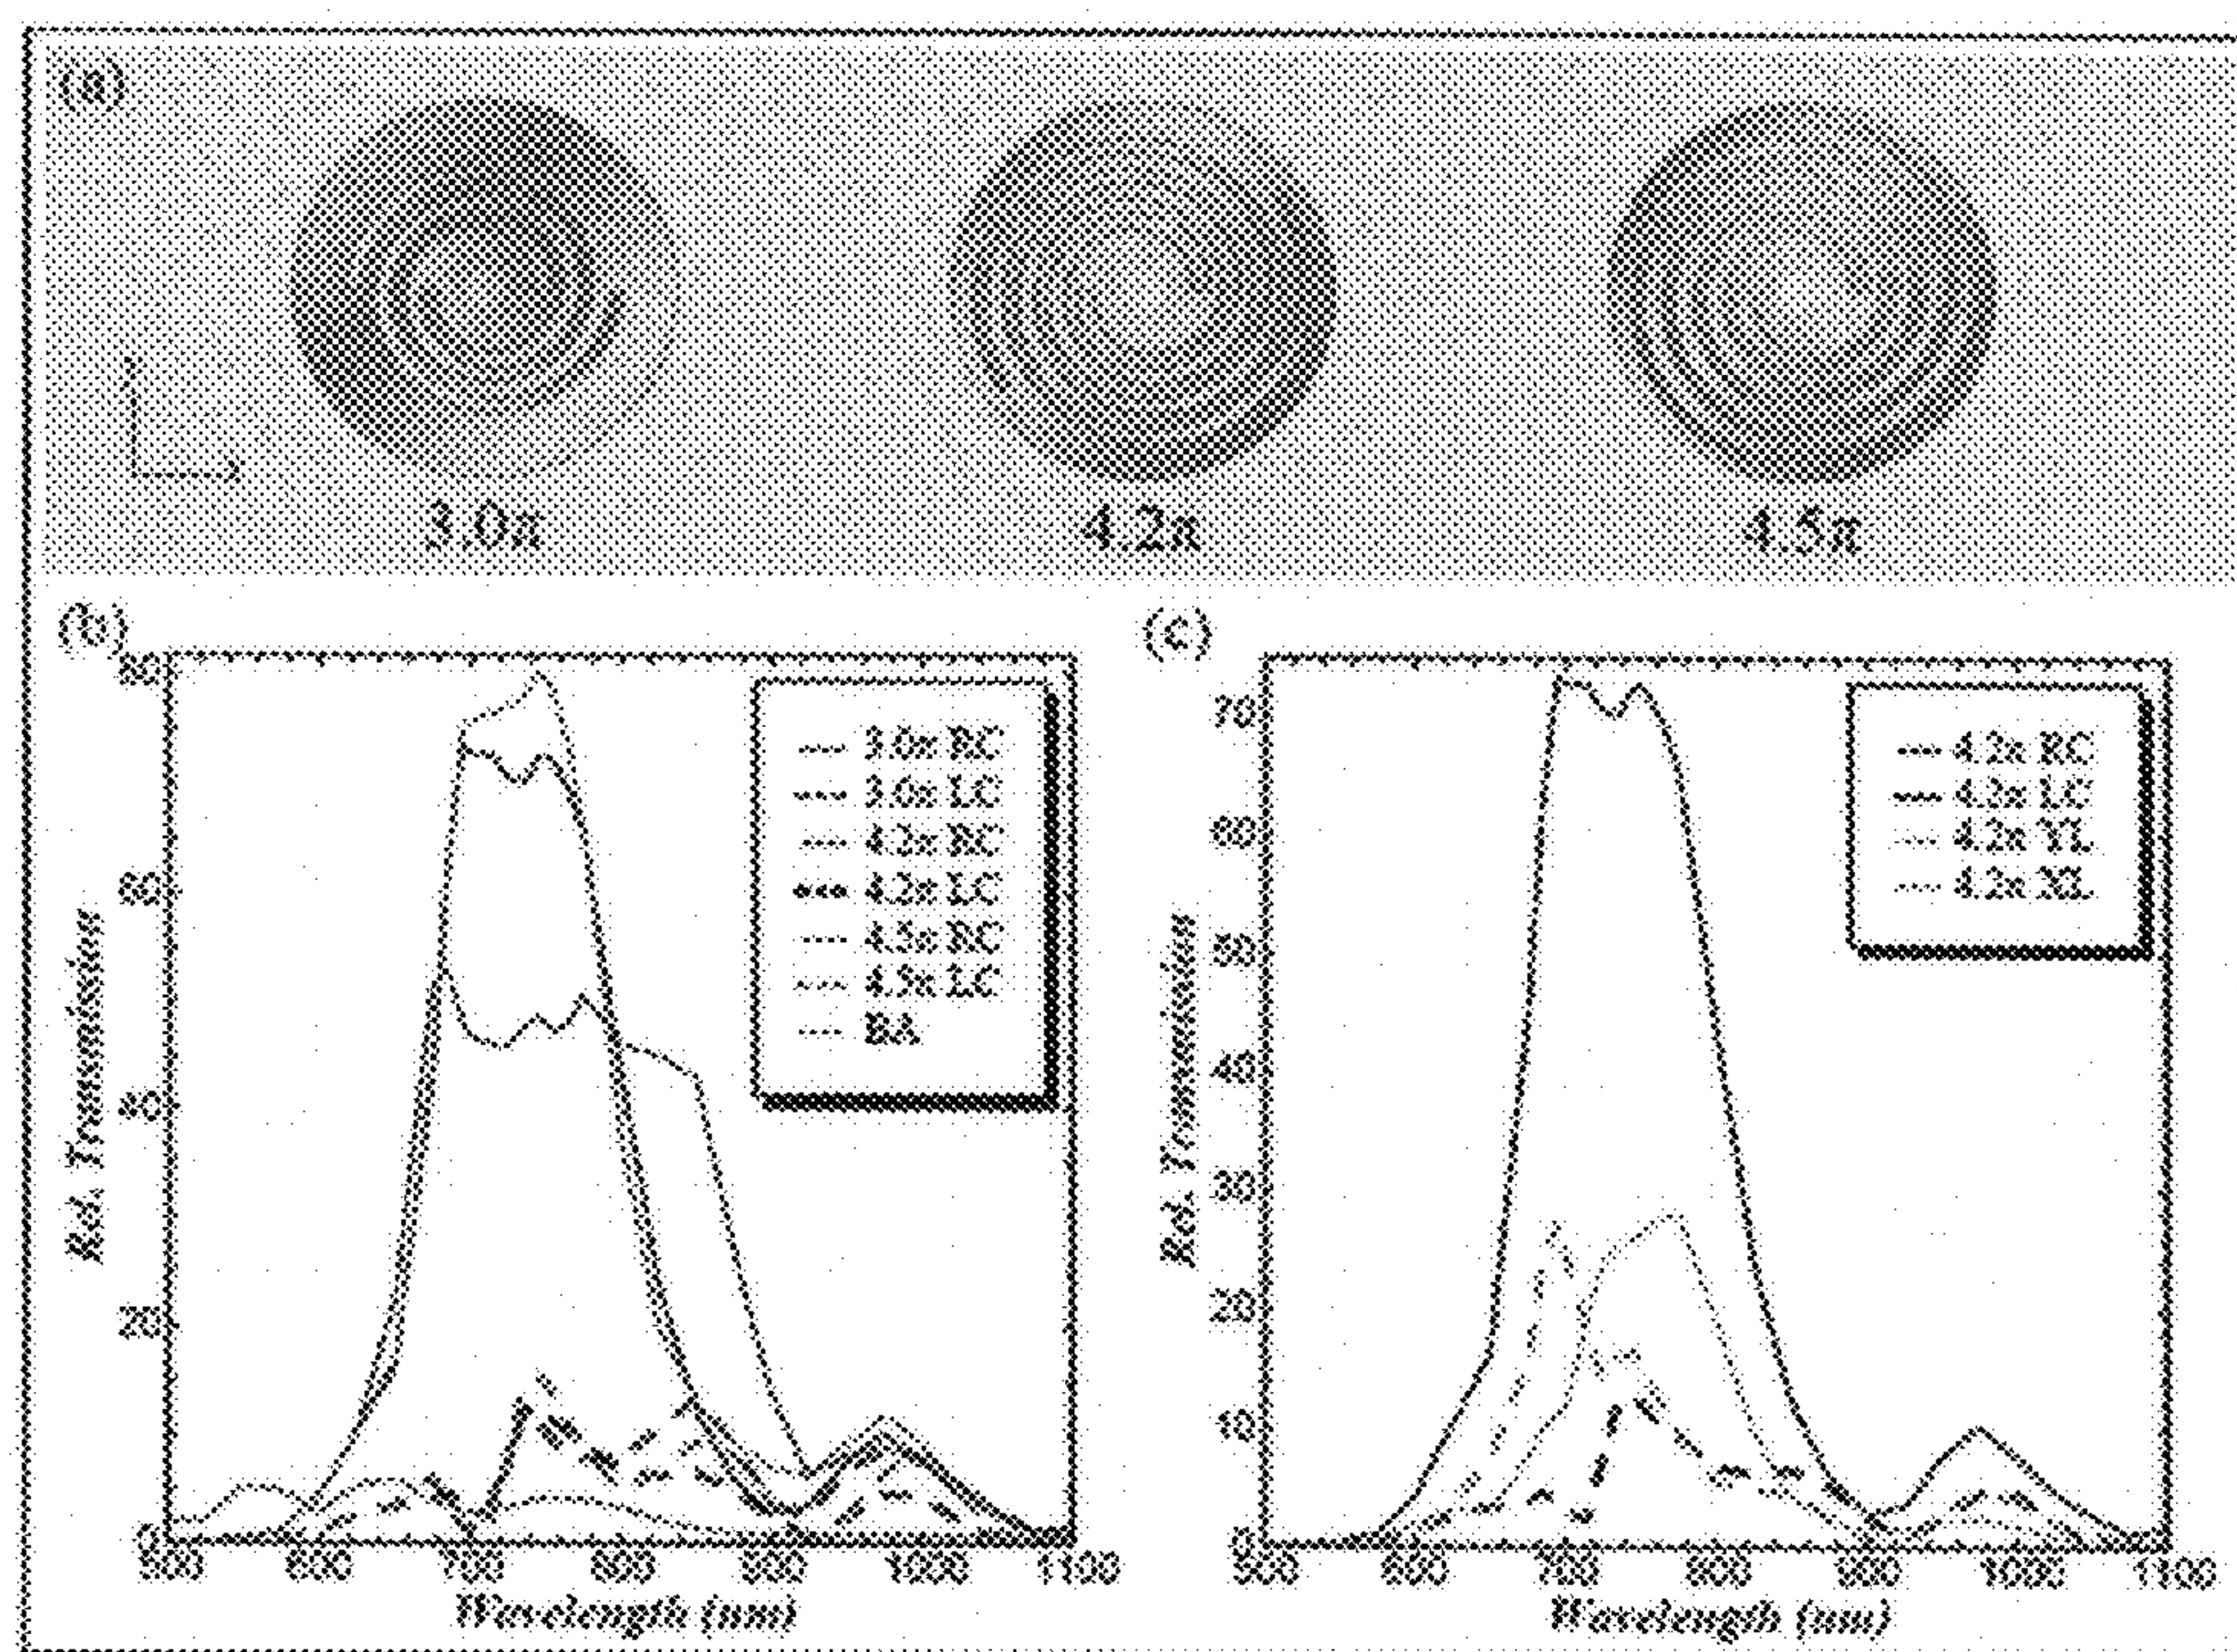 (a)
3.0π 4.2π 4.5π
(b)
Rel. Transmission
60
40
20
0
3.0π RC
3.0π LC
4.2π RC
4.2π LC
4.5π RC
4.5π LC
500 600 700 800 900 1000 1100
Wavelength (nm)
(c)
Rel. Transmission
70
60
50
40
30
20
10
0
4.2π RC
4.2π LC
4.2π YL
4.2π XL
500 600 700 800 900 1000 1100
Wavelength (nm)